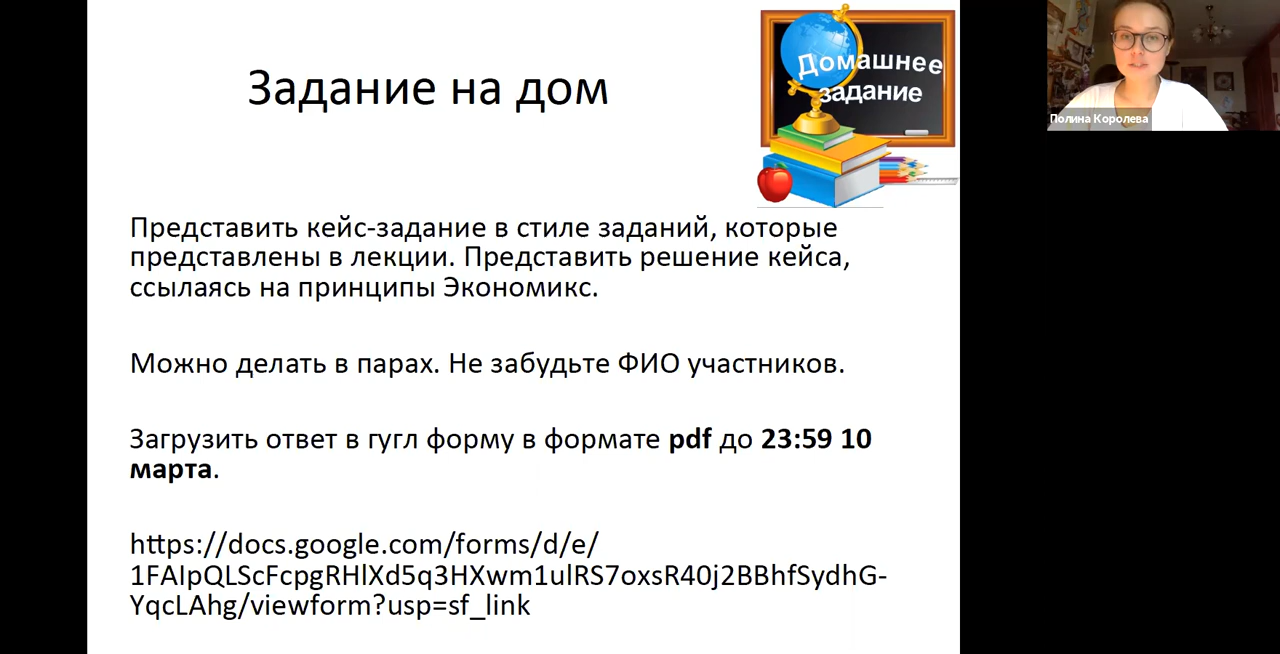 Задание на дом
Домашнее
задание
Полина Королева
Представить кейс-задание в стиле заданий, которые
представлены в лекции. Представить решение кейса,
ссылаясь на принципы Экономикс.
Можно делать в парах. Не забудьте ФИО участников.
Загрузить ответ в гугл форму в формате pdf до 23:59 10
марта.
https://docs.google.com/forms/d/e/
1FAIpQLScFcpgRHlXd5q3HXwm1ulRS7oxsR40j2BBhfSydhG-
YqcLAhg/viewform?usp=sf_link